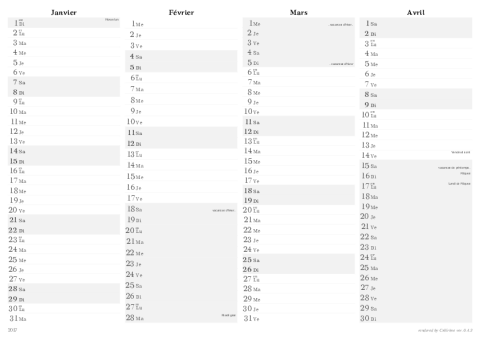 Janvier
1 Di
2 Lu
3 Ma
4 Me
5 Je
6 Ve
7 Sa
8 Di
9 Lu
10 Ma
11 Me
12 Je
13 Ve
14 Sa
15 Di
16 Lu
17 Ma
18 Me
19 Je
20 Ve
21 Sa
22 Di
23 Lu
24 Ma
25 Me
26 Je
27 Ve
28 Sa
29 Di
30 Lu
31 Ma
Février
1 Me
2 Je
3 Ve
4 Sa
5 Di
6 Lu
7 Ma
8 Me
9 Je
10 Ve
11 Sa
12 Di
13 Lu
14 Ma
15 Me
16 Je
17 Ve
18 Sa
19 Di
20 Lu
21 Ma
22 Me
23 Je
24 Ve
25 Sa
26 Di
27 Lu
28 Ma Mardi gras
Mars
1 Me vacances d'hiver
2 Je
3 Ve
4 Sa
5 Di vacances d'hiver
6 Lu
7 Ma
8 Me
9 Je
10 Ve
11 Sa
12 Di
13 Lu
14 Ma
15 Me
16 Je
17 Ve
18 Sa
19 Di
20 Lu
21 Ma
22 Me
23 Je
24 Ve
25 Sa
26 Di
27 Lu
28 Ma
29 Me
30 Je
31 Ve
Avril
1 Sa
2 Di
3 Lu
4 Ma
5 Me
6 Je
7 Ve
8 Sa
9 Di
10 Lu
11 Ma
12 Me
13 Je
14 Ve
15 Sa
16 Di Pâques
17 Lu Lundi de Pâques
18 Ma
19 Me
20 Je
21 Ve
22 Sa
23 Di
24 Lu
25 Ma
26 Me
27 Je
28 Ve
29 Sa
30 Di
2017
created by